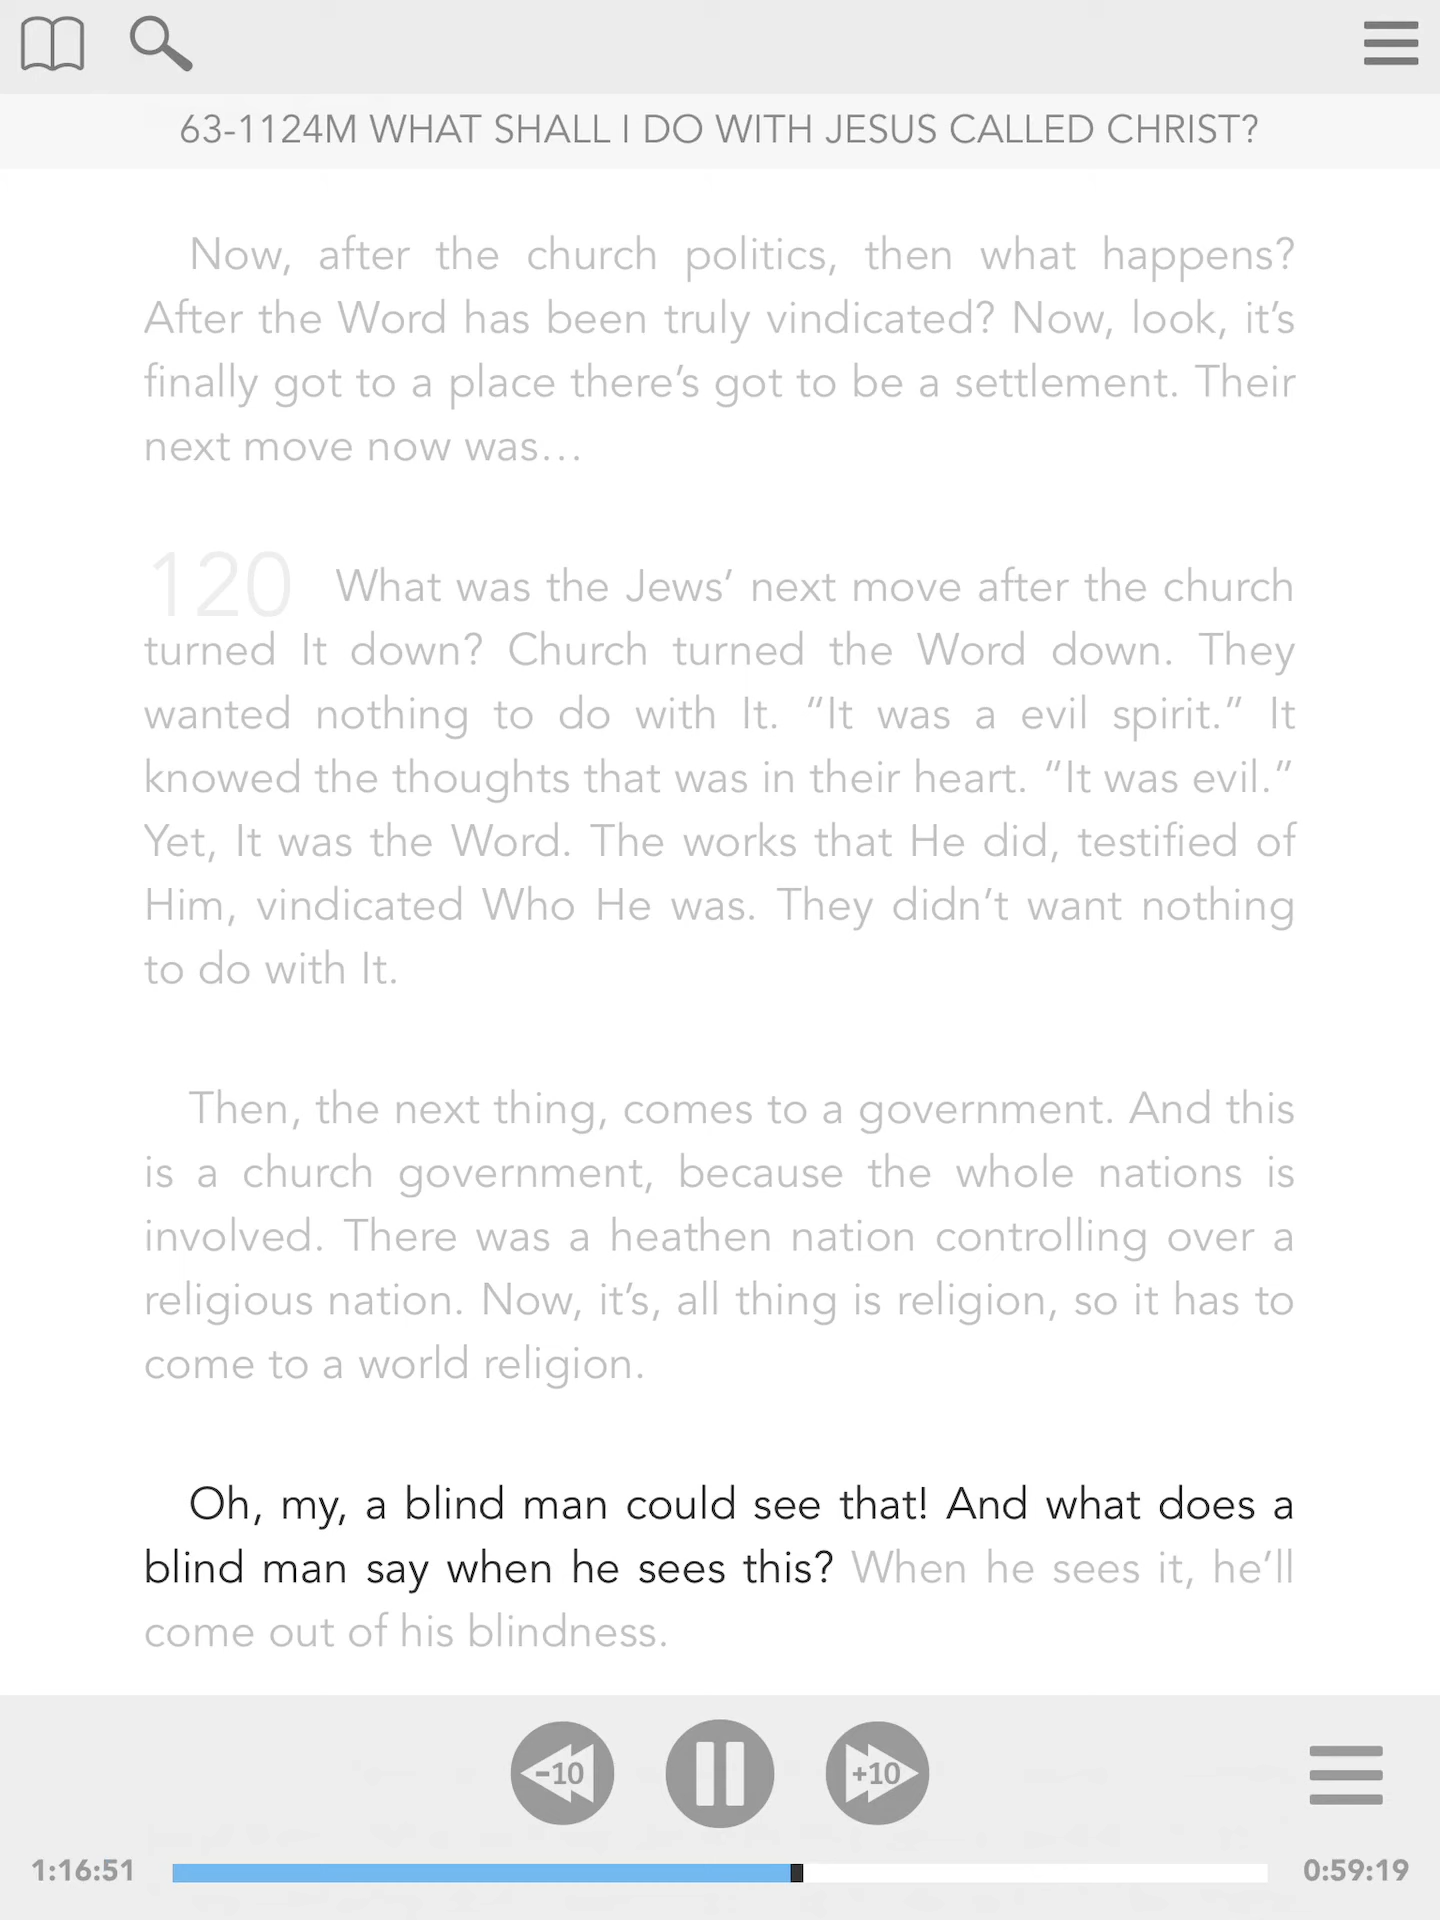 63-1124M WHAT SHALL I DO WITH JESUS CALLED CHRIST?
Now, after the church politics, then what happens?
After the Word has been truly vindicated? Now, look, it’s
finally got to a place there’s got to be a settlement. Their
next move now was…
120 What was the Jews’ next move after the church
turned It down? Church turned the Word down. They
wanted nothing to do with It. “It was a evil spirit.” It
knowed the thoughts that was in their heart. “It was evil.”
Yet, It was the Word. The works that He did, testified of
Him, vindicated Who He was. They didn’t want nothing
to do with It.
Then, the next thing, comes to a government. And this
is a church government, because the whole nations is
involved. There was a heathen nation controlling over a
religious nation. Now, it’s, all thing is religion, so it has to
come to a world religion.
Oh, my, a blind man could see that! And what does a
blind man say when he sees this? When he sees it, he’ll
come out of his blindness.
-10 +10
1:16:51 0:59:19